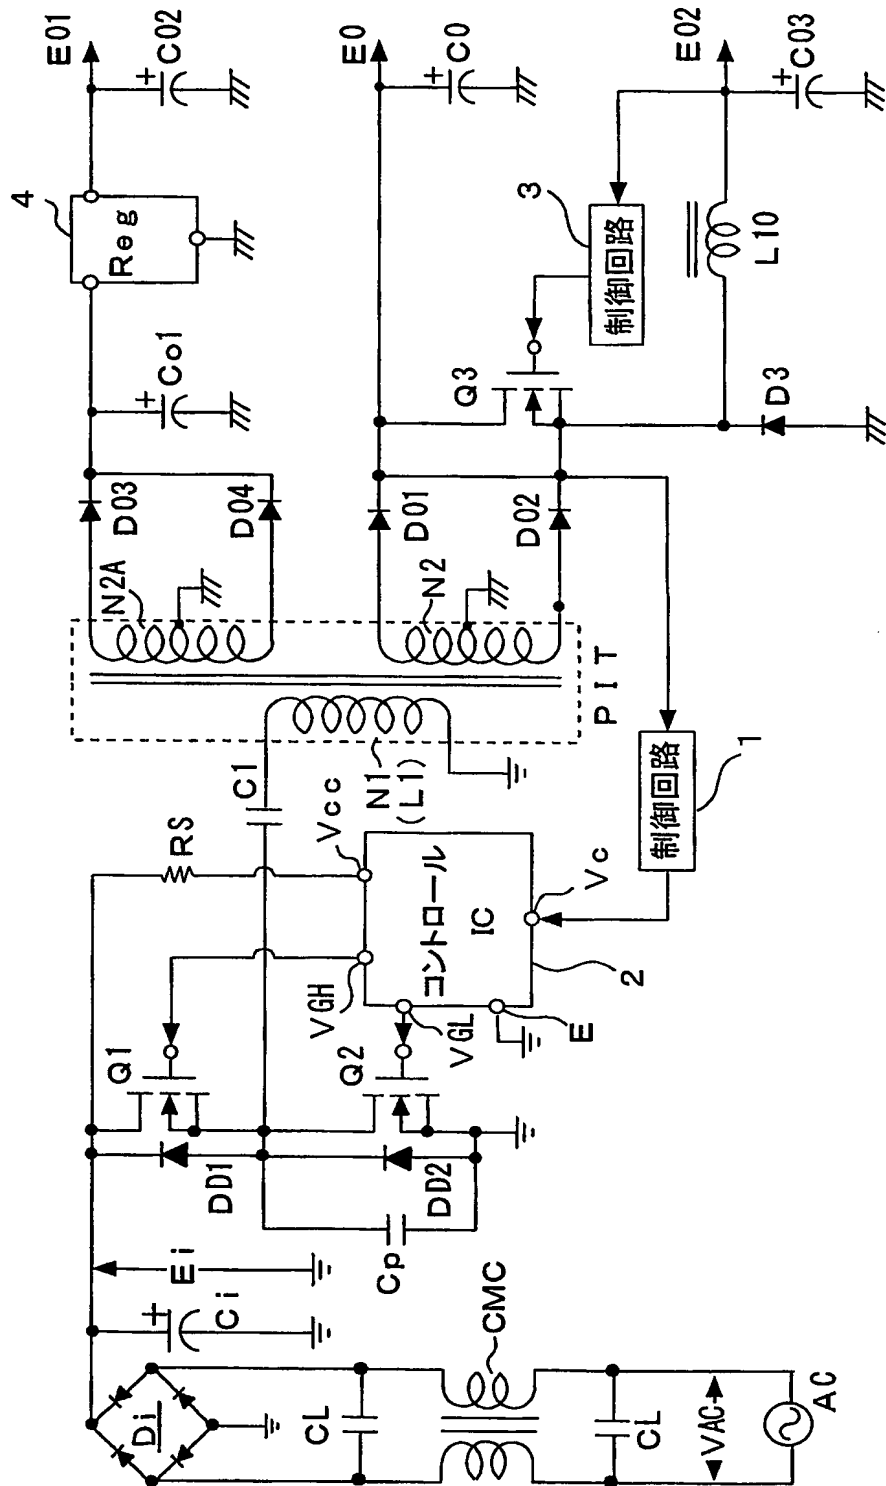 E01
C02
4
Reg
Co1
D03
D04
N2A
E0
C0
E02
C03
3
制御回路
L10
Q3
D3
D01
D02
N2
PIT
N1
(L1)
C1
RS
Vcc
制御回路
1
Vc
コントロール
IC
2
VGH
VGL
E
Q1
Q2
DD1
DD2
Cp
Ei
Ci
Di
CL
CMC
CL
VAC
AC